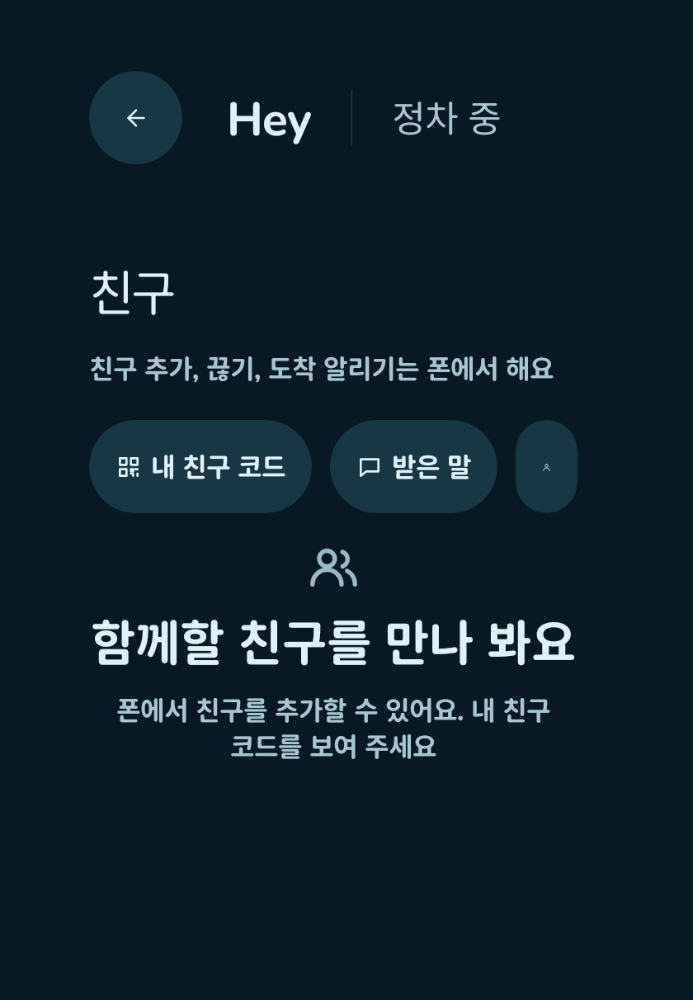 Hey
정차 중
친구
친구 추가, 끊기, 도착 알리기는 폰에서 해요
내 친구 코드
받은 말
함께할 친구를 만나 봐요
폰에서 친구를 추가할 수 있어요. 내 친구
코드를 보여 주세요